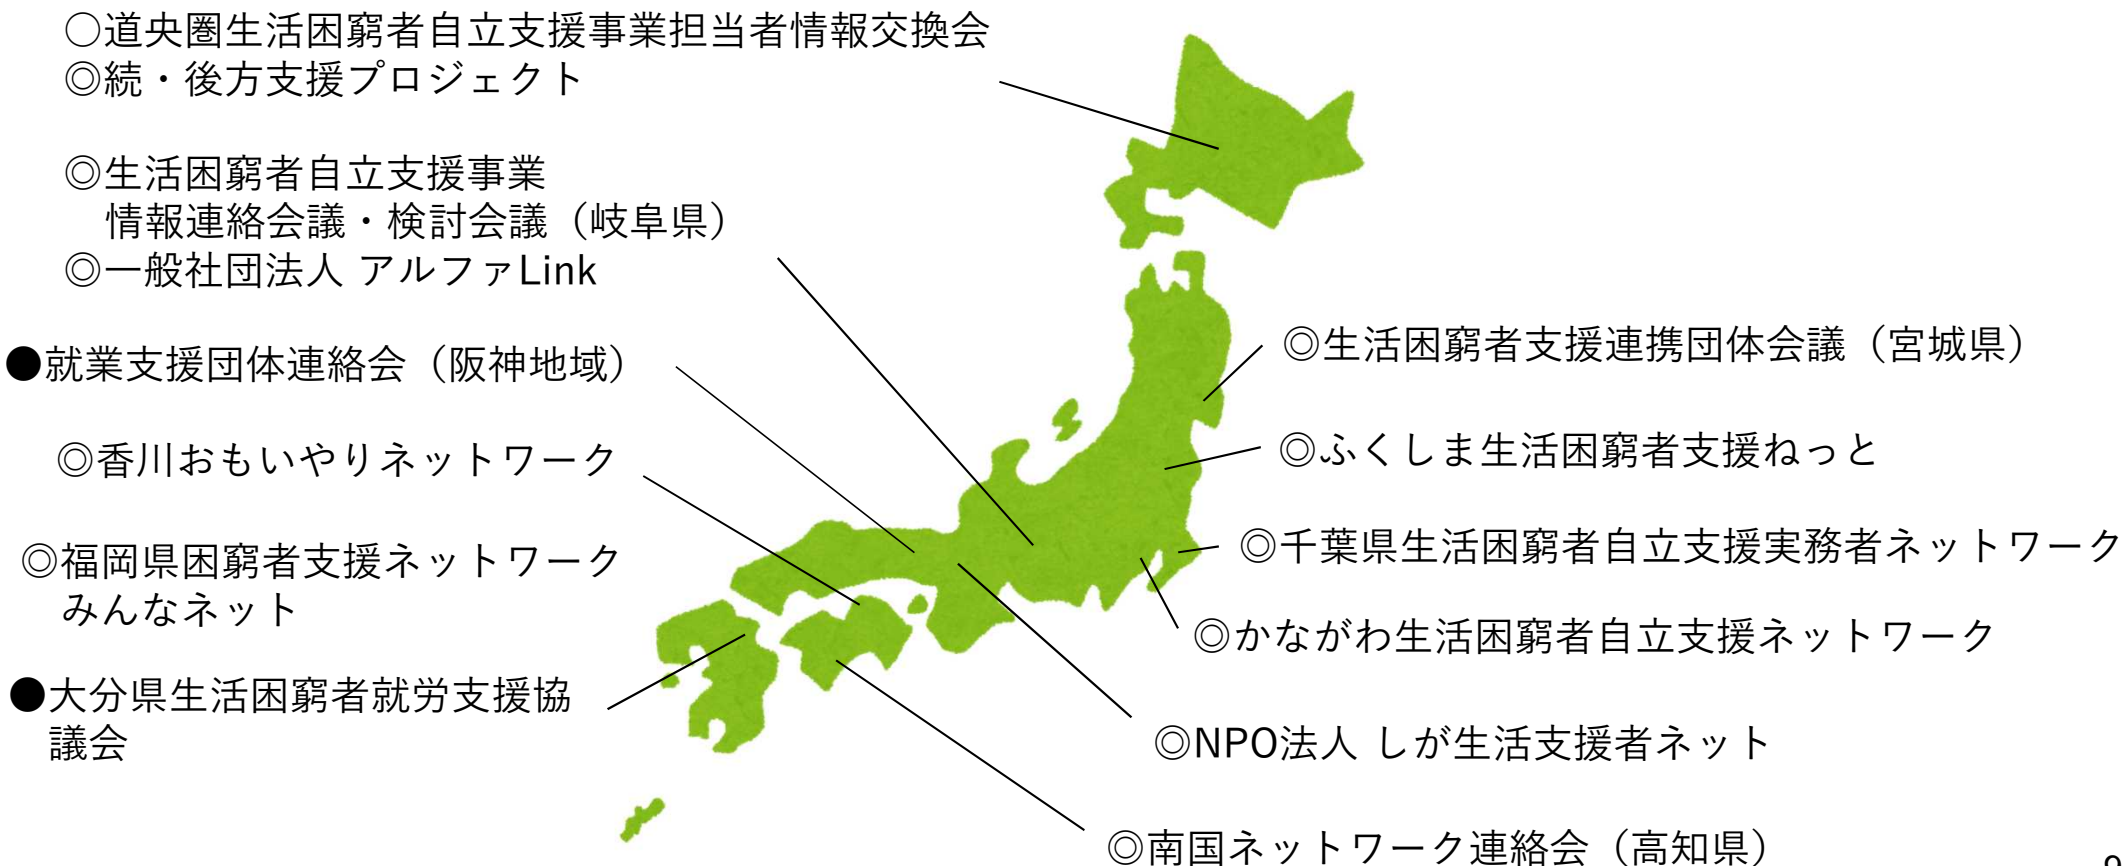 ○道央圏生活困窮者自立支援事業担当者情報交換会
◎続・後方支援プロジェクト
◎生活困窮者自立支援事業
情報連絡会議・検討会議（岐阜県）
◎一般社団法人 アルファLink
●就業支援団体連絡会（阪神地域）
◎香川おもいやりネットワーク
◎福岡県困窮者支援ネットワーク
みんなネット
●大分県生活困窮者就労支援協
議会
◎生活困窮者支援連携団体会議（宮城県）
◎ふくしま生活困窮者支援ねっと
◎千葉県生活困窮者自立支援実務者ネットワーク
◎かながわ生活困窮者自立支援ネットワーク
◎NPO法人 しが生活支援者ネット
◎南国ネットワーク連絡会（高知県）